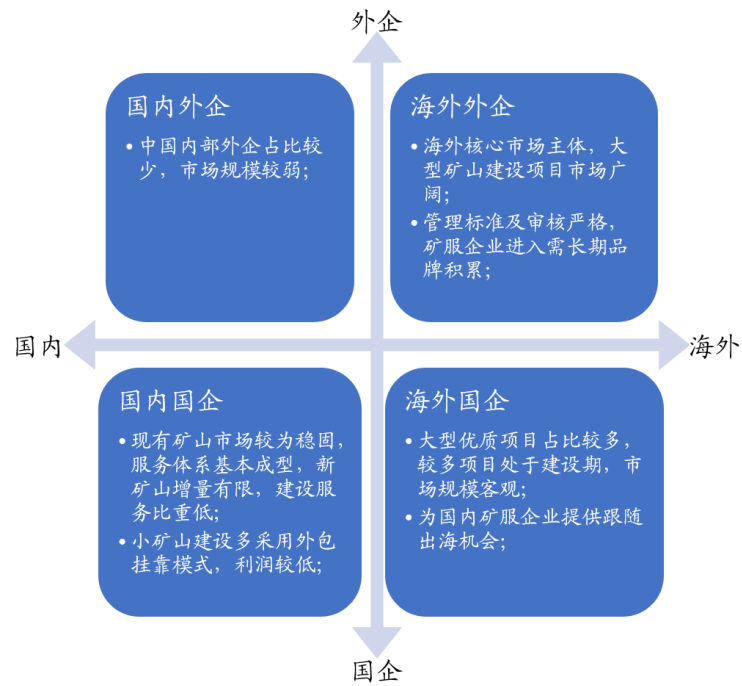 外企
国内外企
• 中国内部外企占比较
少，市场规模较弱；
海外外企
• 海外核心市场主体，大
型矿山建设项目市场广
阔；
• 管理标准及审核严格，
矿服企业进入需长期品
牌积累；
国内
海外
国内国企
• 现有矿山市场较为稳固，
服务体系基本成型，新
矿山增量有限，建设服
务比重低；
• 小矿山建设多采用外包
挂靠模式，利润较低；
海外国企
• 大型优质项目占比较多，
较多项目处于建设期，市
场规模客观；
• 为国内矿服企业提供跟随
出海机会；
国企